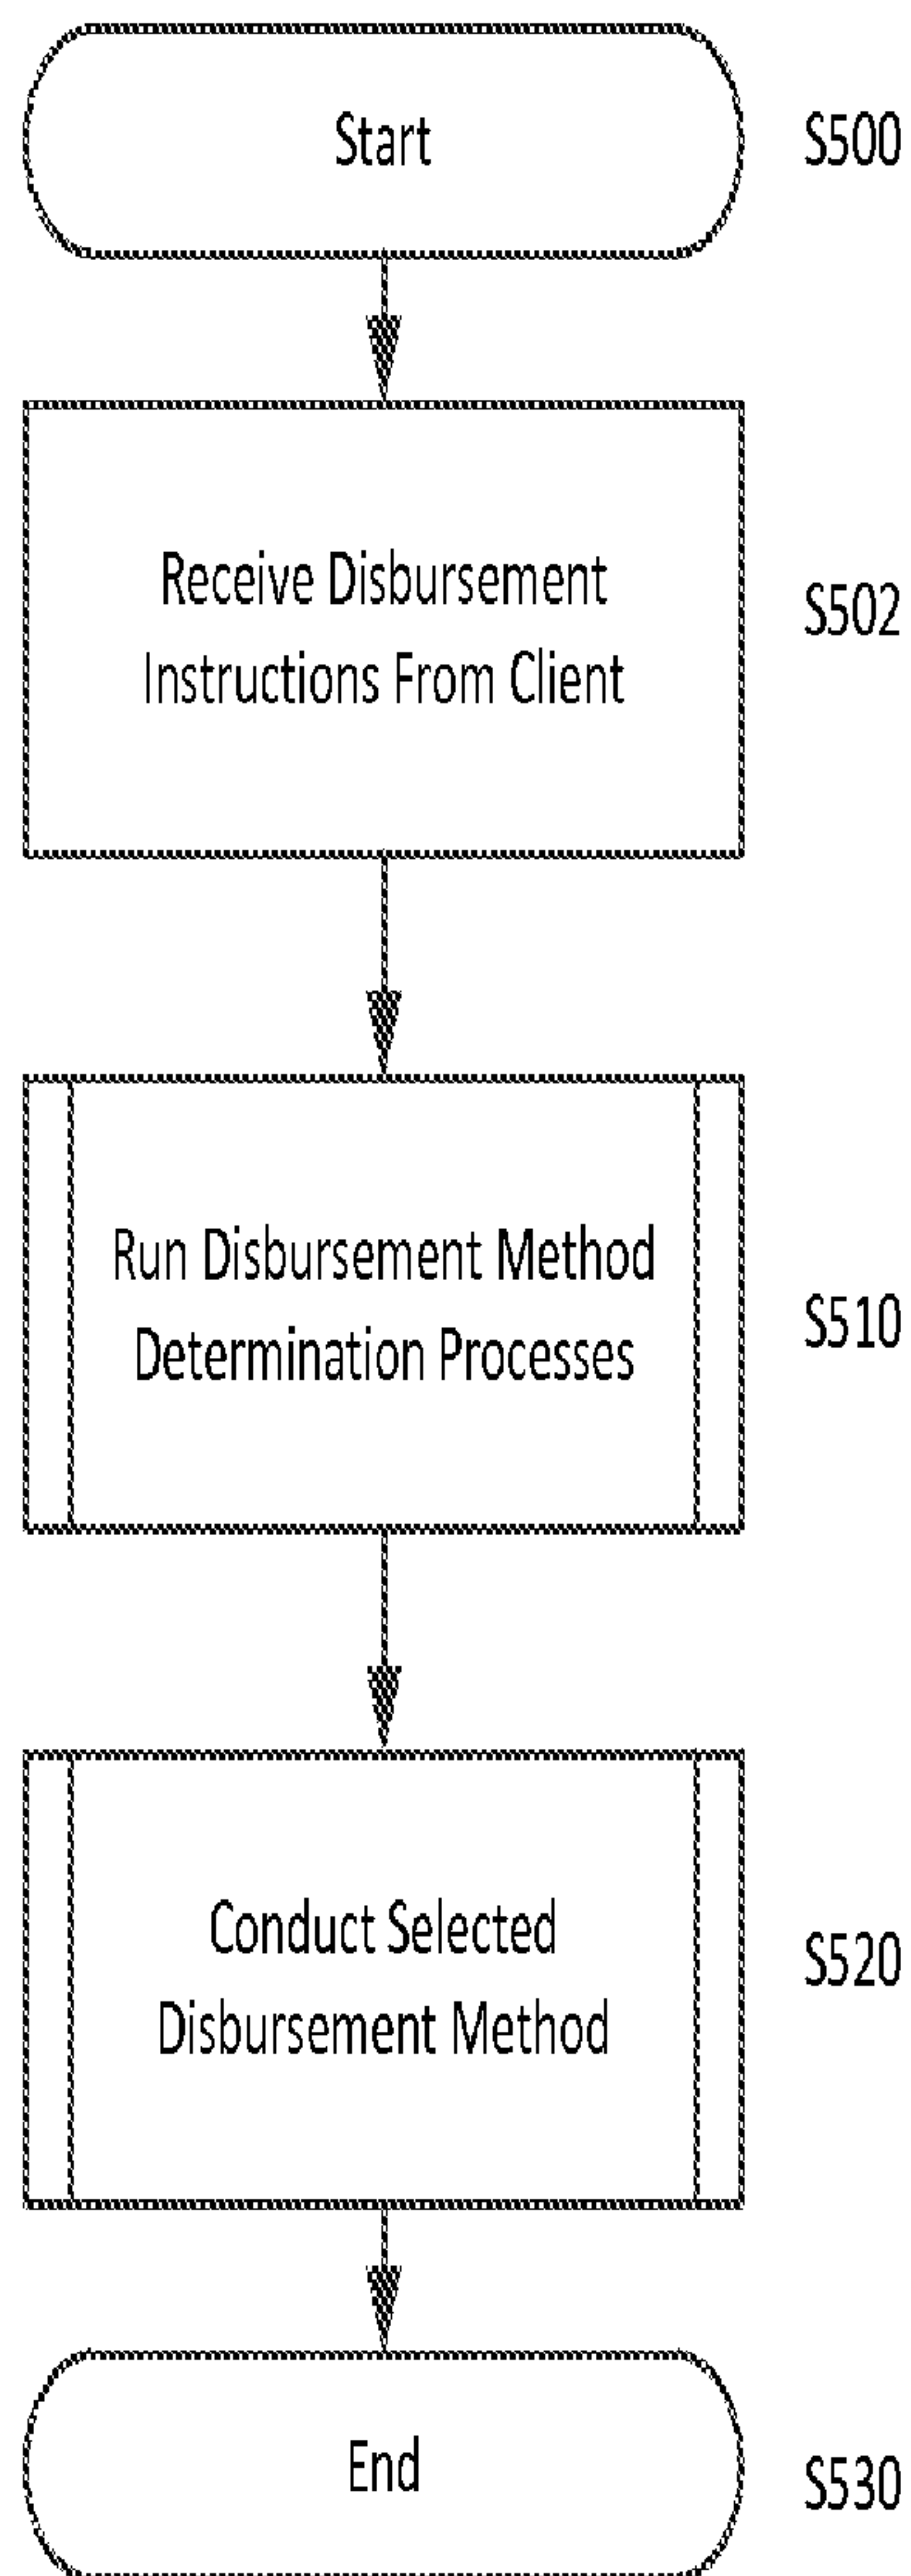 Start
S500
Receive Disbursement
Instructions From Client
S502
Run Disbursement Method
Determination Processes
S510
Conduct Selected
Disbursement Method
S520
End
S530